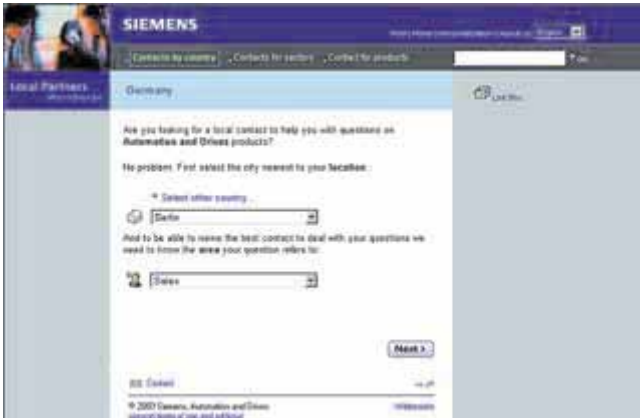 SIEMENS
Contacts by country Contacts for sectors Contact for products
Local Partners
Germany
Are you looking for a local contact to help you with questions on
Automation and Drives products?
No problem. First select the city nearest to your location
Select other country...
Berlin
And to be able to name the best contact to deal with your questions we
need to know the area your question refers to:
Sales
Next >
Contact
Siemens, Automation and Drives